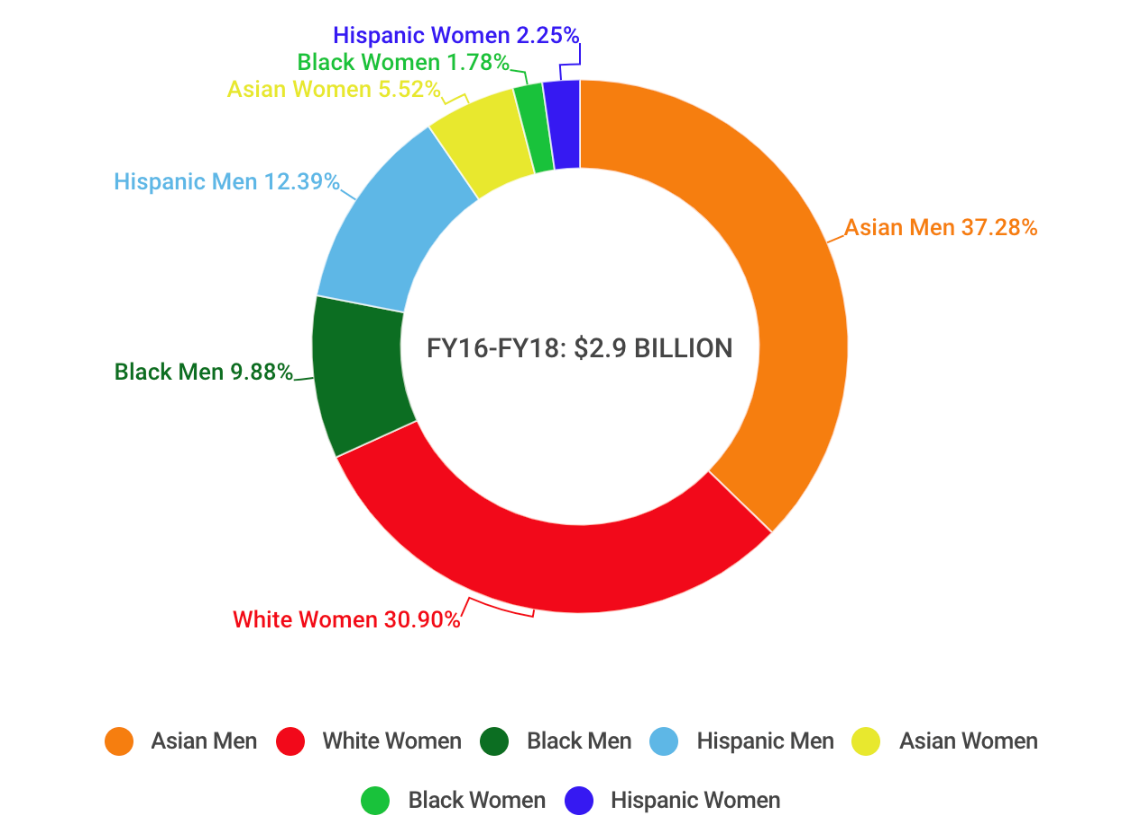 Hispanic Women 2.25%
Black Women 1.78%
Asian Women 5.52%
Hispanic Men 12.39%
Asian Men 37.28%
FY16-FY18: $2.9 BILLION
Black Men 9.88%
White Women 30.90%
Asian Men White Women Black Men Hispanic Men Asian Women
Black Women Hispanic Women